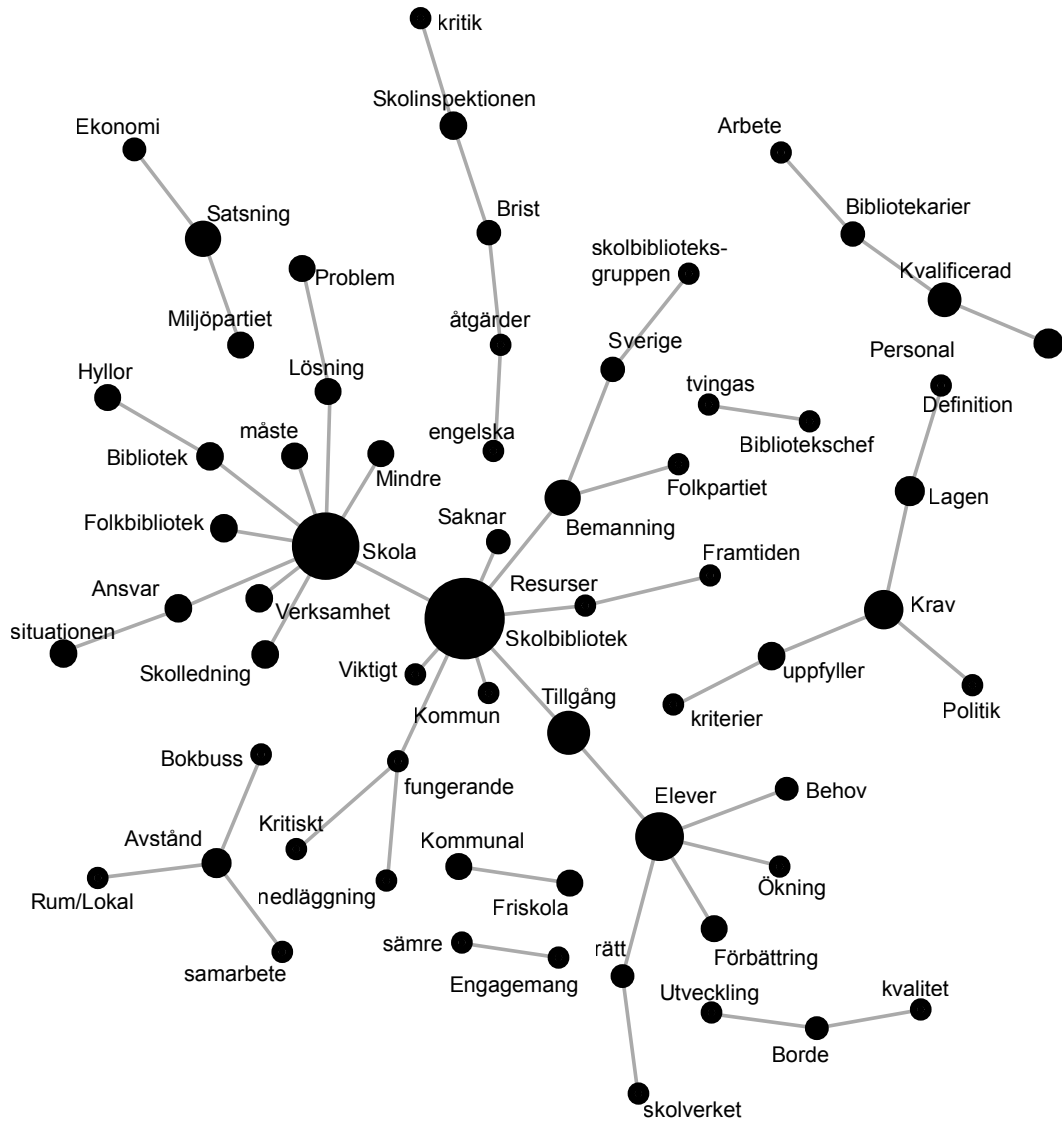 kritik
Skolinspektionen
Ekonomi
Arbete
Satsning
Brist
Bibliotekarier
skolbiblioteks-
gruppen
Kvalificerad
Problem
Miljöpartiet
åtgärder
Sverige
Personal
Hyllor
Lösning
tvingas
Definition
måste
engelska
Bibliotekschef
Bibliotek
Mindre
Folkpartiet
Lagen
Folkbibliotek
Saknar
Bemanning
Skola
Framtiden
Ansvar
Resurser
Krav
Verksamhet
situationen
Skolbibliotek
Skolledning
Viktigt
uppfyller
Kommun
Tillgång
kriterier
Politik
Bokbuss
fungerande
Elever
Behov
Kritiskt
Avstånd
Kommunal
Ökning
Rum/Lokal
nedläggning
Friskola
sämre
rätt
Förbättring
samarbete
Engagemang
Utveckling
kvalitet
Borde
skolverket